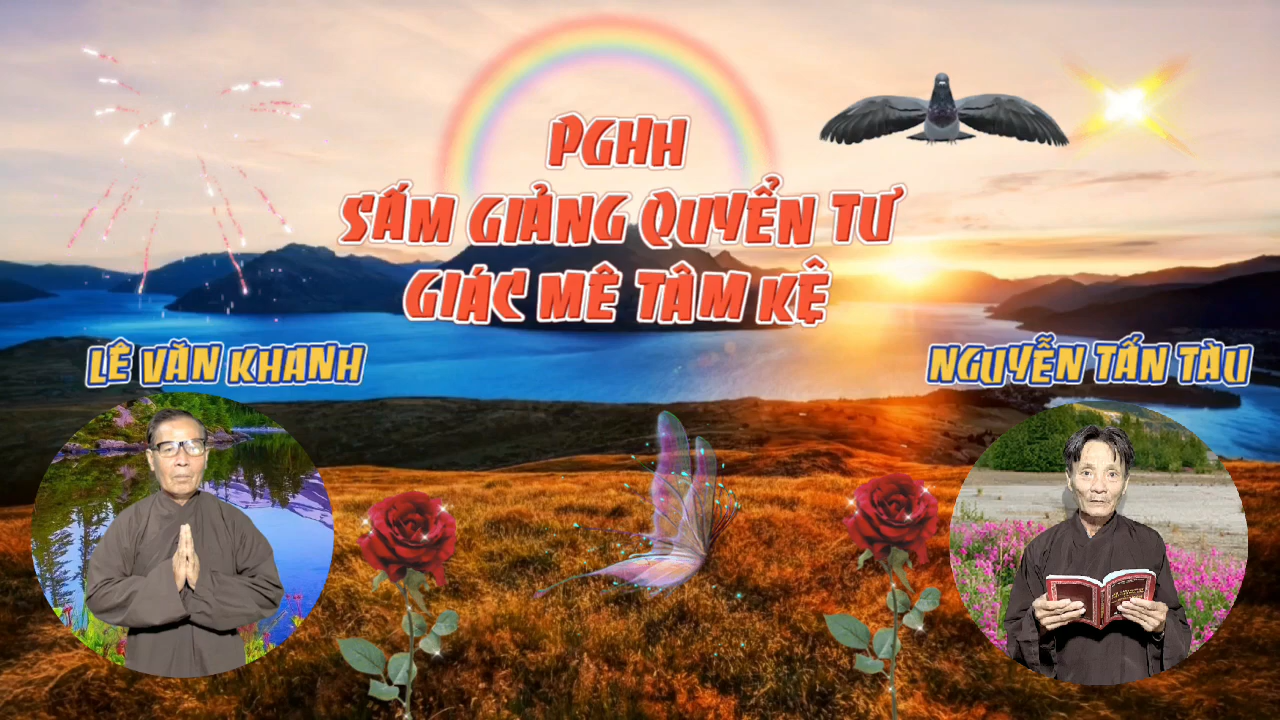 PGHH
SẤM GIẢNG QUYỂN TƯ
GIÁC MÊ TÂM KỆ
LÊ VĂN KHANH
NGUYỄN TẤN TÀU